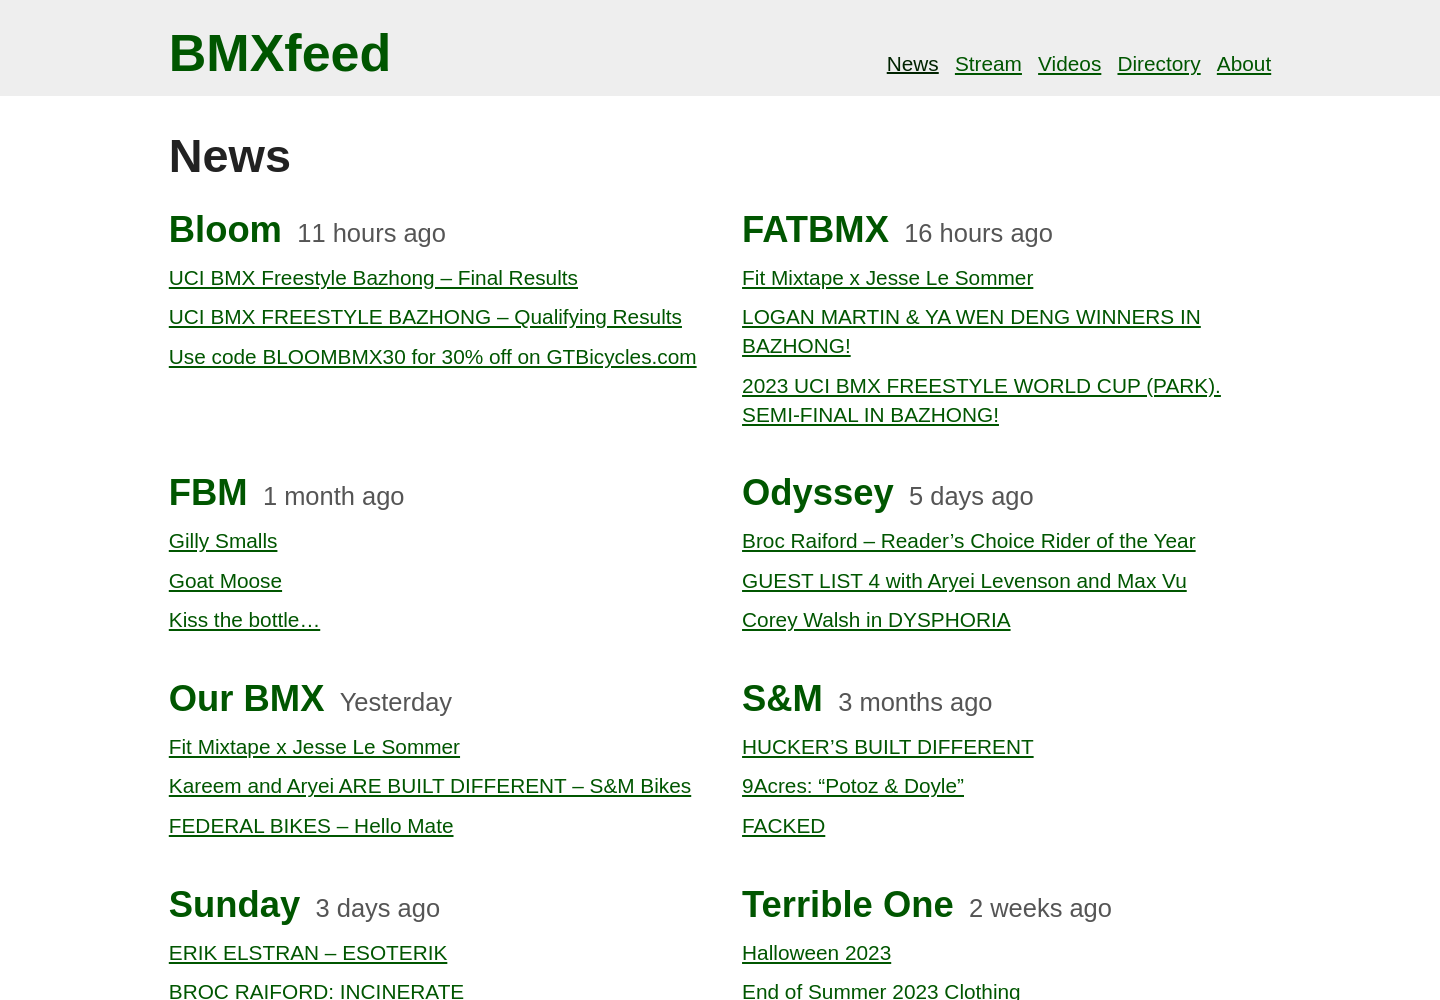 BMXfeed
News Stream Videos Directory About
News
Bloom 11 hours ago
UCI BMX Freestyle Bazhong – Final Results
UCI BMX FREESTYLE BAZHONG – Qualifying Results
Use code BLOOMBMX30 for 30% off on GTBicycles.com
FATBMX 16 hours ago
Fit Mixtape x Jesse Le Sommer
LOGAN MARTIN & YA WEN DENG WINNERS IN
BAZHONG!
2023 UCI BMX FREESTYLE WORLD CUP (PARK).
SEMI-FINAL IN BAZHONG!
FBM 1 month ago
Gilly Smalls
Goat Moose
Kiss the bottle…
Odyssey 5 days ago
Broc Raiford – Reader’s Choice Rider of the Year
GUEST LIST 4 with Aryei Levenson and Max Vu
Corey Walsh in DYSPHORIA
Our BMX Yesterday
Fit Mixtape x Jesse Le Sommer
Kareem and Aryei ARE BUILT DIFFERENT – S&M Bikes
FEDERAL BIKES – Hello Mate
S&M 3 months ago
HUCKER’S BUILT DIFFERENT
9Acres: “Potoz & Doyle”
FACKED
Sunday 3 days ago
ERIK ELSTRAN – ESOTERIK
BROC RAIFORD: INCINERATE
Terrible One 2 weeks ago
Halloween 2023
End of Summer 2023 Clothing